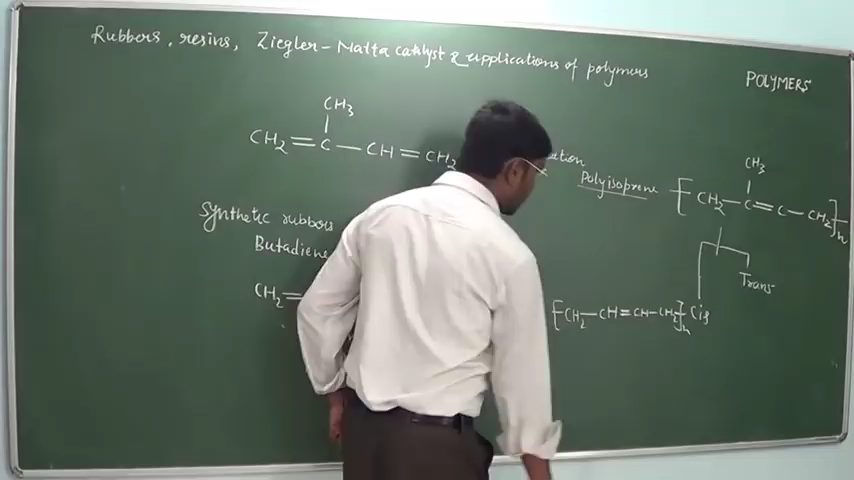 Rubbers, resins, Ziegler-Natta catalyst & applications of polymers
POLYMERS
CH3
CH2=C-CH=CH2
Polyisoprene
CH3
[CH2-C=C-CH2]n
Synthetic rubbers
Butadiene
CH2=
Trans
Cis
[CH2-CH=CH-CH2]n